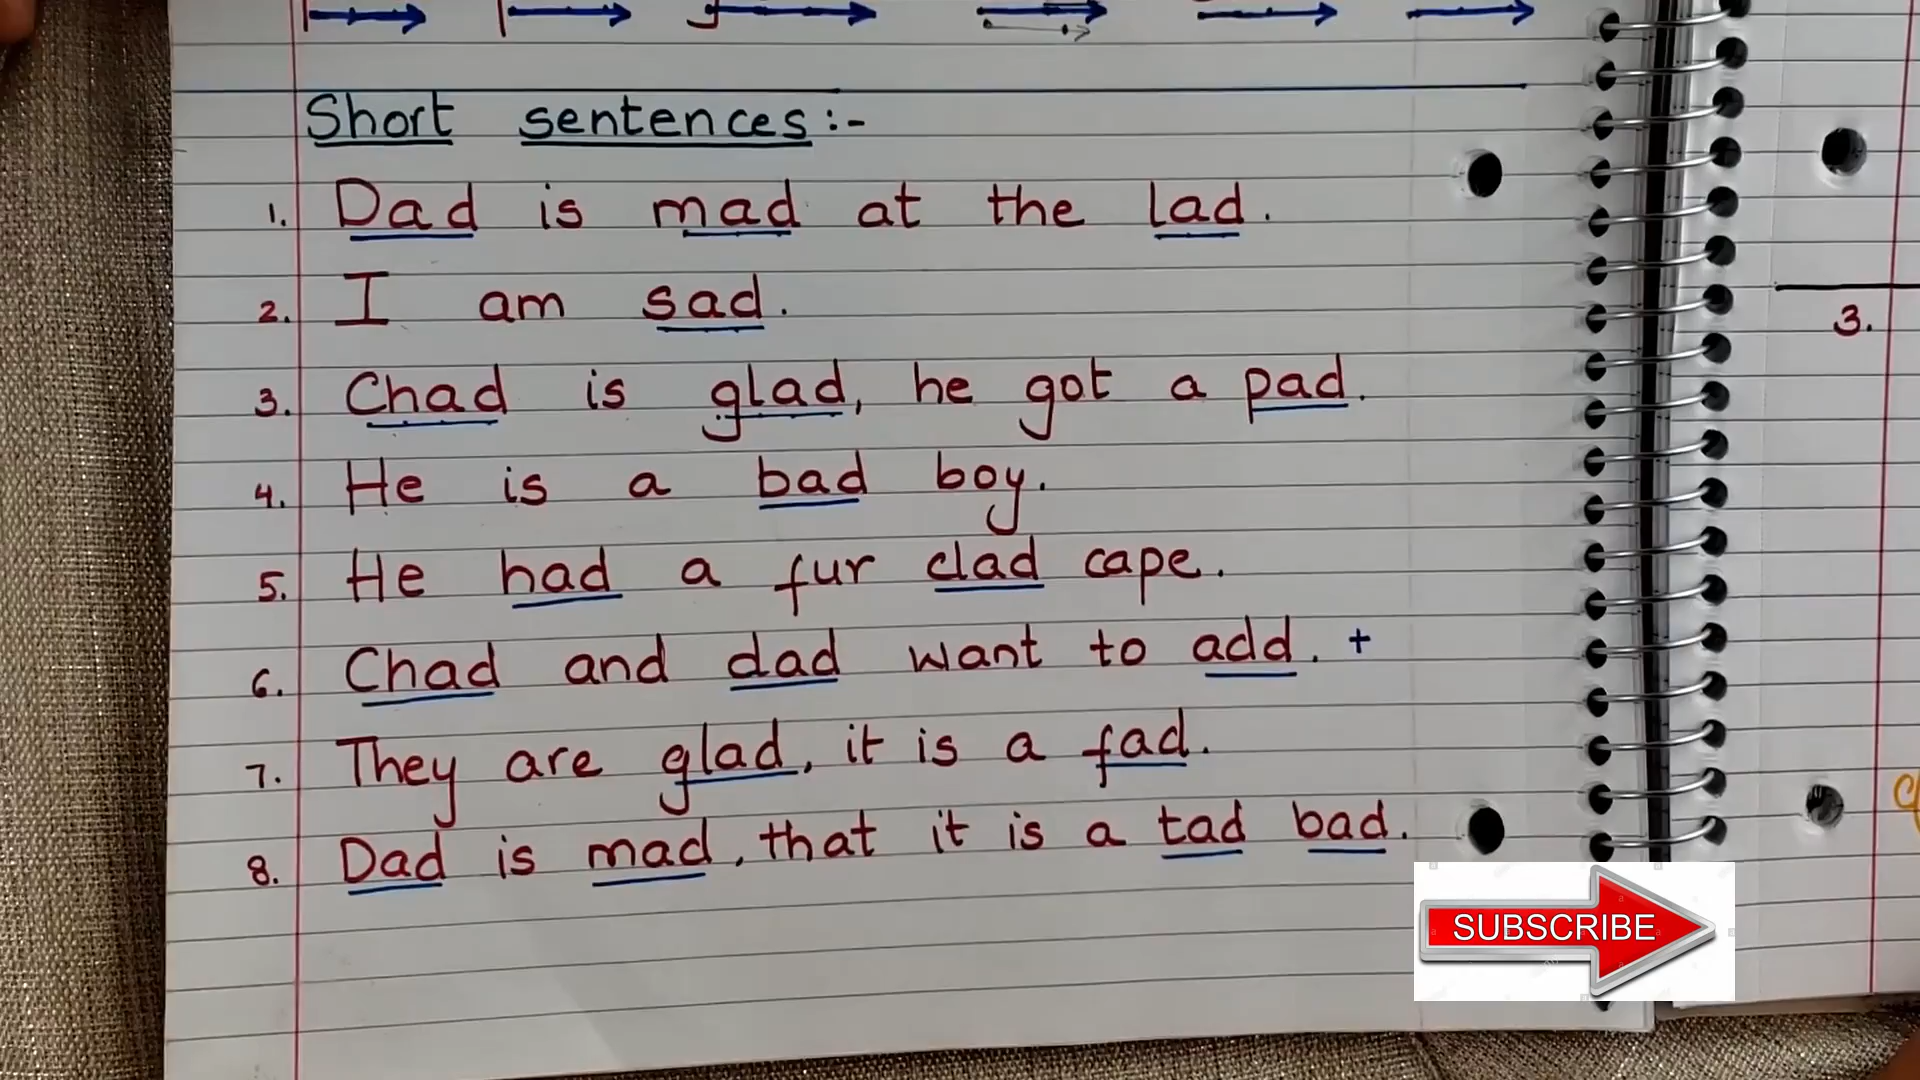 Short sentences:-
1. Dad is mad at the lad.
2. I am sad.
3. Chad is glad, he got a pad.
4. He is a bad boy.
5. He had a fur clad cape.
6. Chad and dad want to add. +
7. They are glad, it is a fad.
8. Dad is mad, that it is a tad bad.
3.
SUBSCRIBE